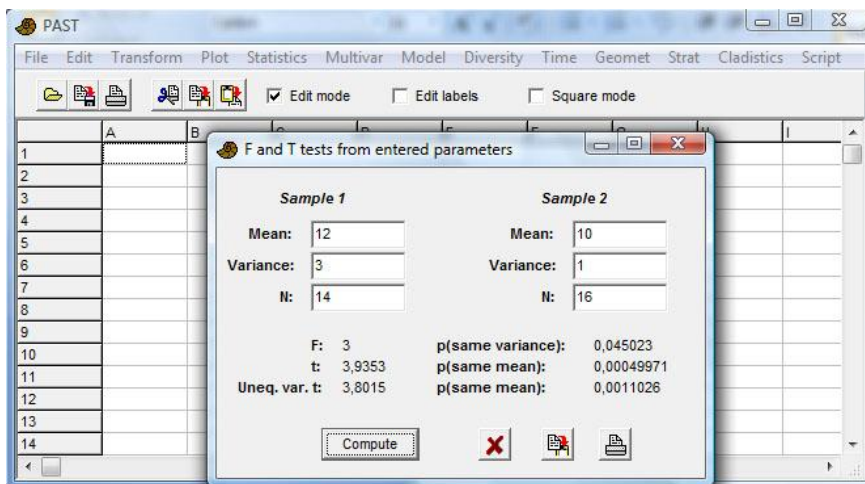 PAST
File Edit Transform Plot Statistics Multivar Model Diversity Time Geomet Strat Cladistics Script
Edit mode Edit labels Square mode
A B I
1
2
3
4
5
6
7
8
9
10
11
12
13
14
F and T tests from entered parameters
Sample 1 Sample 2
Mean: 12 Mean: 10
Variance: 3 Variance: 1
N: 14 N: 16
F: 3 p(same variance): 0,045023
t: 3,9353 p(same mean): 0,00049971
Uneq. var. t: 3,8015 p(same mean): 0,0011026
Compute